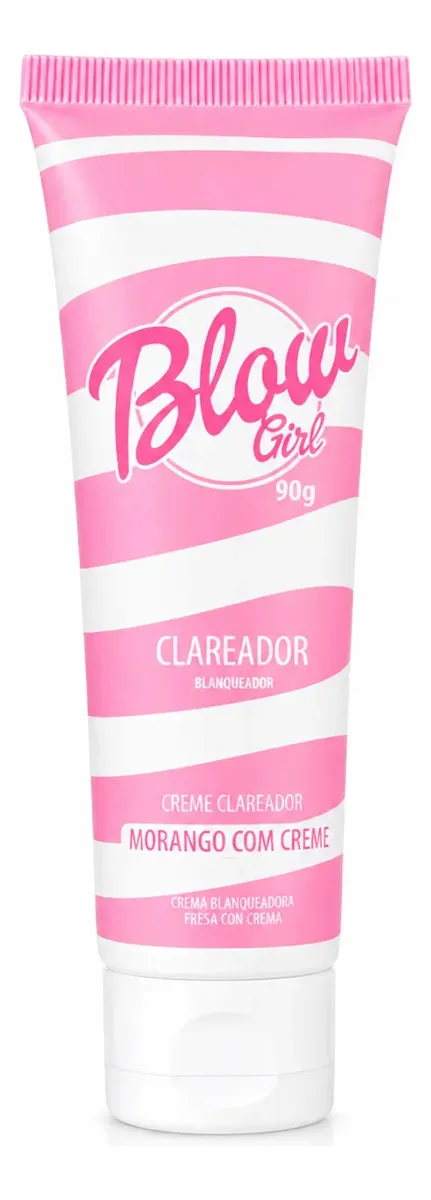 Blow
Girl
90g
CLAREADOR
BLANQUEADOR
CREME CLAREADOR
MORANGO COM CREME
CREMA BLANQUEADORA
FRESA CON CREMA